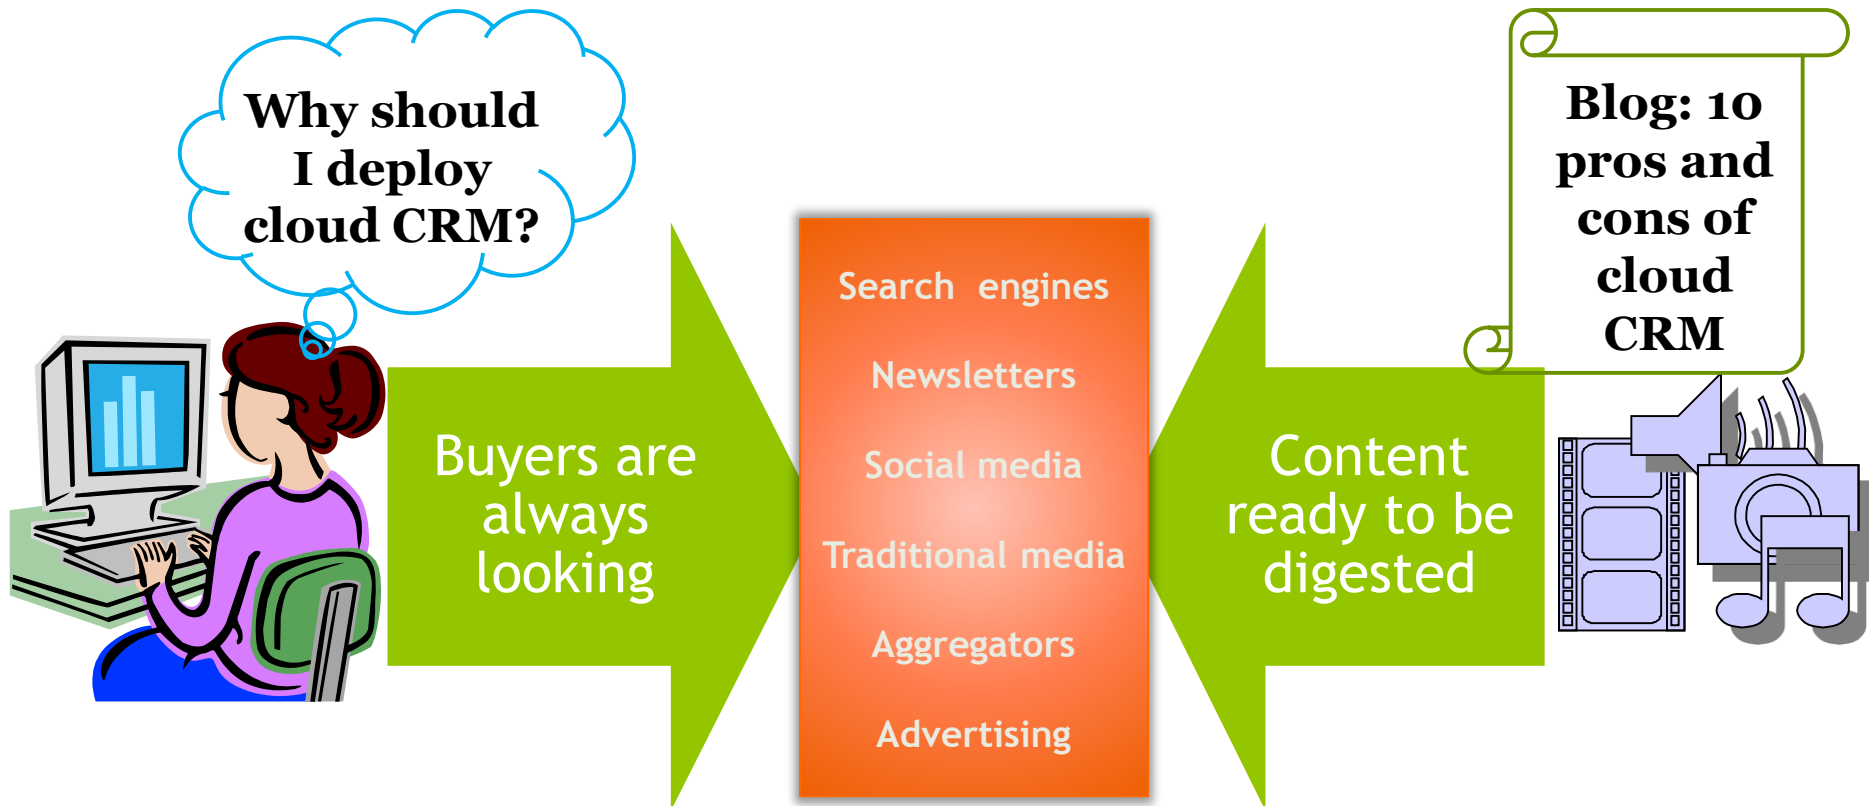 Why should
I deploy
cloud CRM?
Buyers are
always
looking
Search engines
Newsletters
Social media
Traditional media
Aggregators
Advertising
Content
ready to be
digested
Blog: 10
pros and
cons of
cloud
CRM